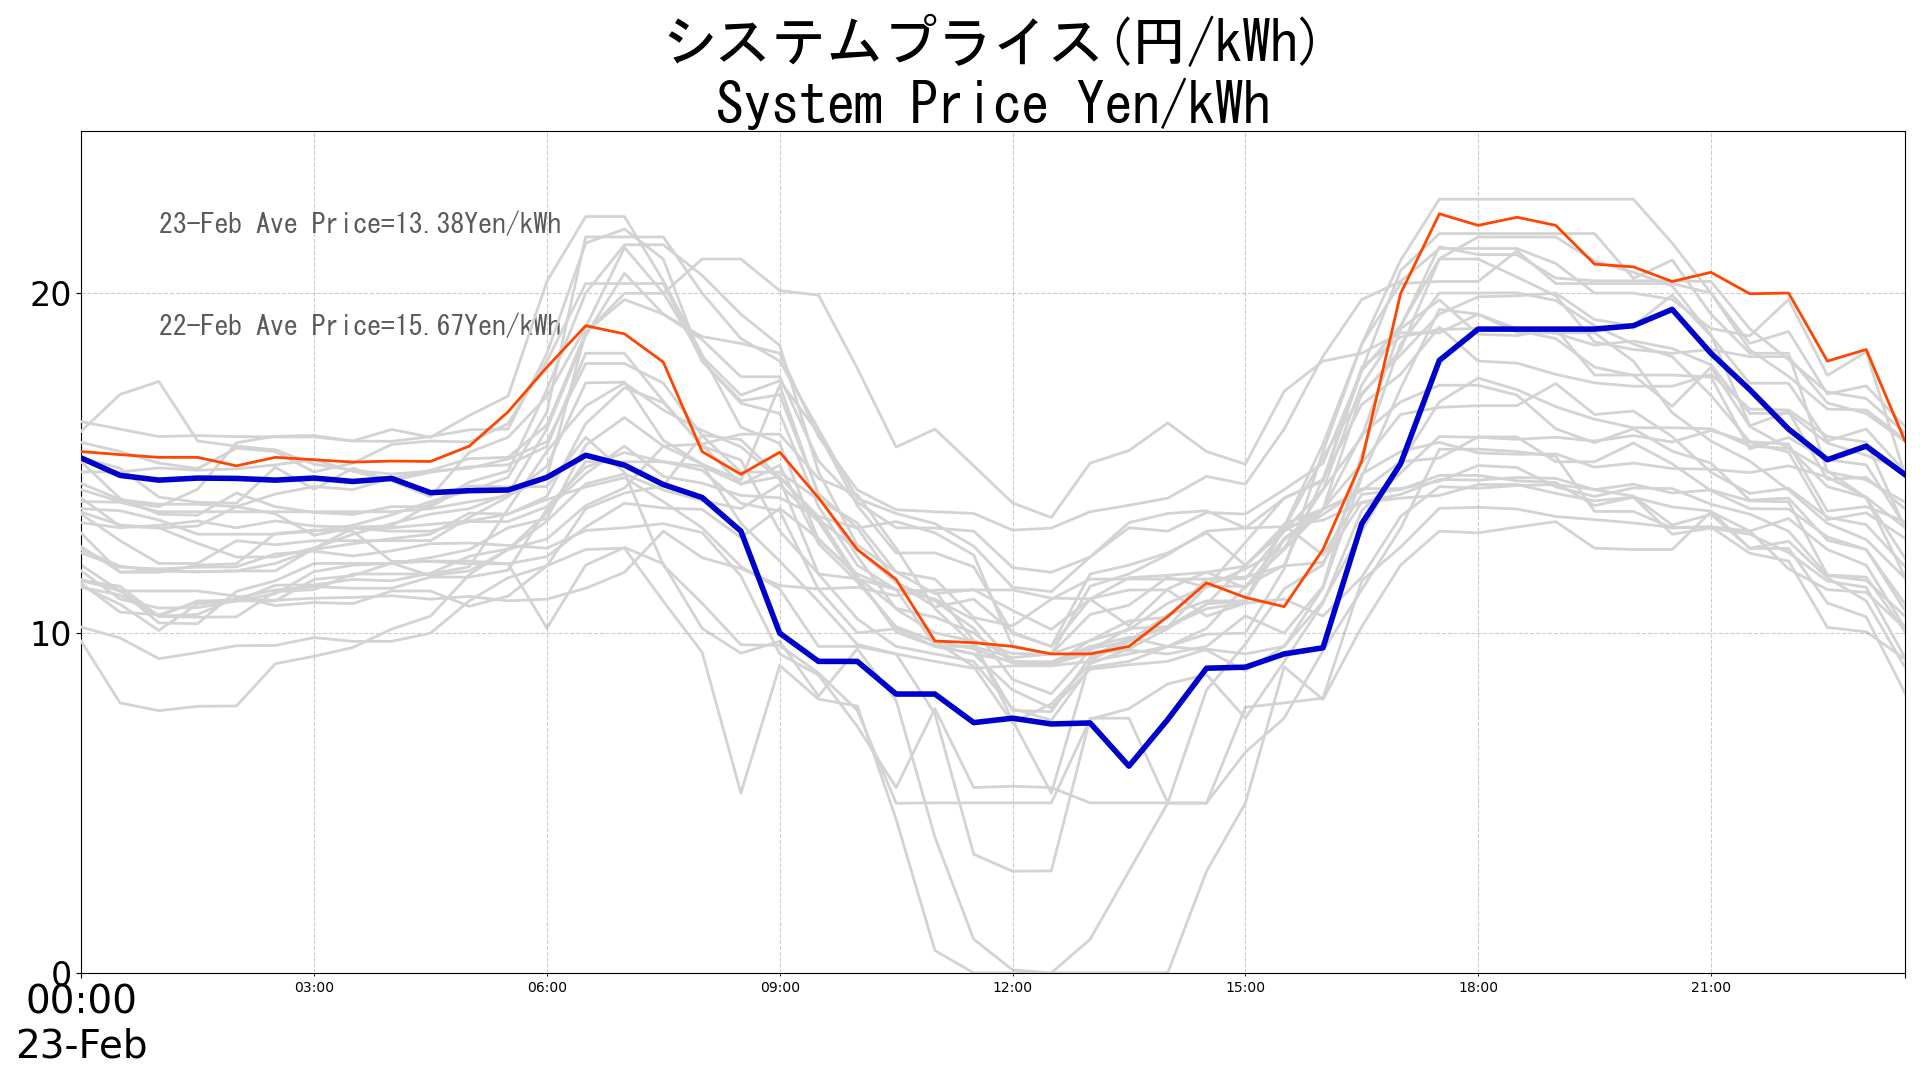 システムプライス(円/kWh)
System Price Yen/kWh
23-Feb Ave Price=13.38Yen/kWh
22-Feb Ave Price=15.67Yen/kWh
20
10
0
00:00 03:00 06:00 09:00 12:00 15:00 18:00 21:00
23-Feb